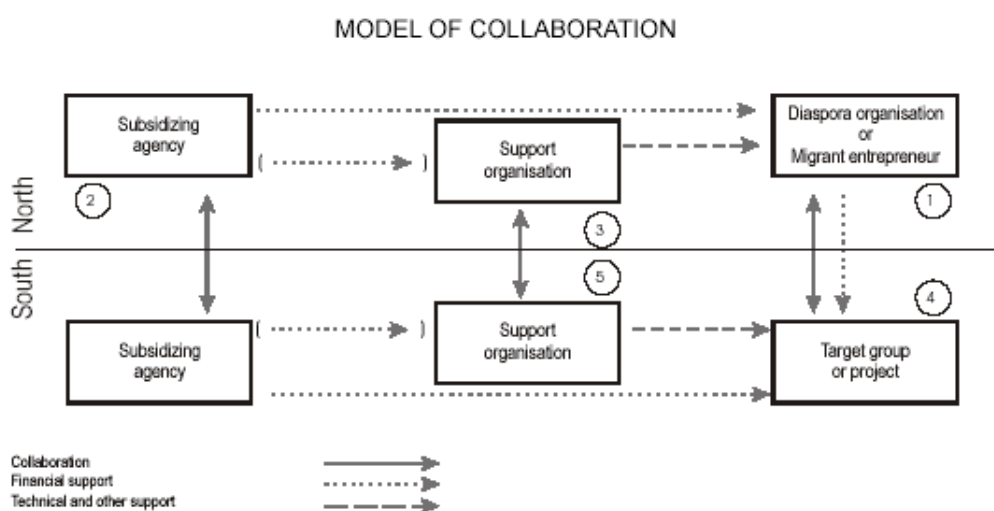 MODEL OF COLLABORATION
Subsidizing
agency
Support
organisation
Diaspora organisation
or
Migrant entrepreneur
2
3
1
North
South
5
4
Subsidizing
agency
( )
Support
organisation
Target group
or project
( )
Collaboration
Financial support
Technical and other support